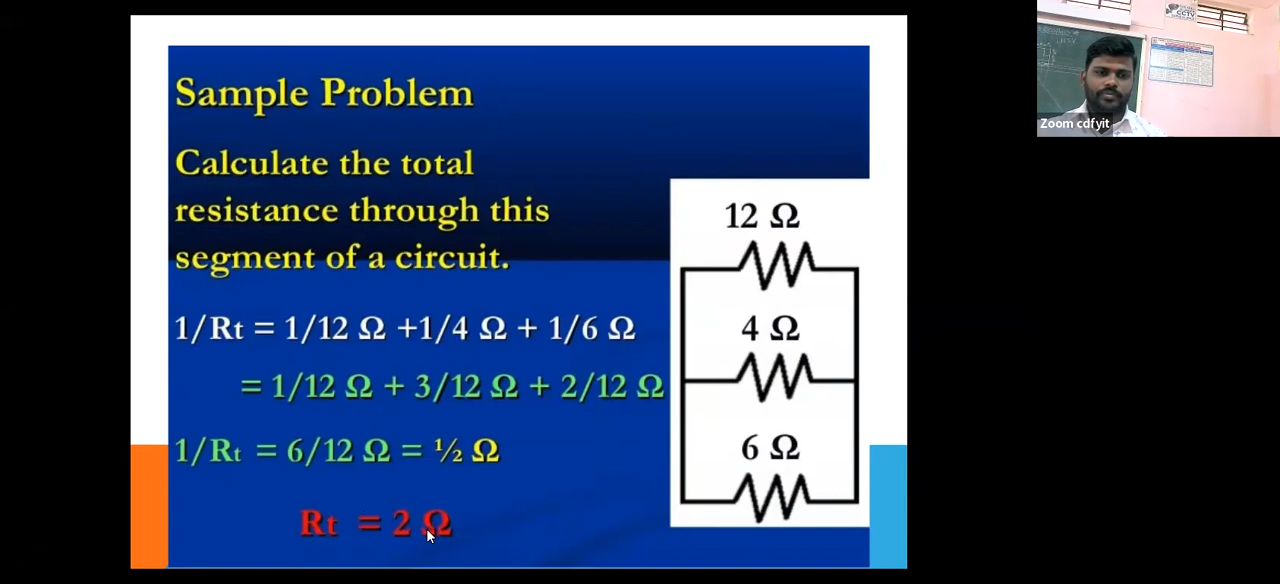 Sample Problem
Calculate the total
resistance through this
segment of a circuit.
1/Rt = 1/12 Ω +1/4 Ω + 1/6 Ω
= 1/12 Ω + 3/12 Ω + 2/12 Ω
1/Rt = 6/12 Ω = ½ Ω
Rt = 2 Ω
12 Ω
4 Ω
6 Ω
CCTV
Zoom cdfyit